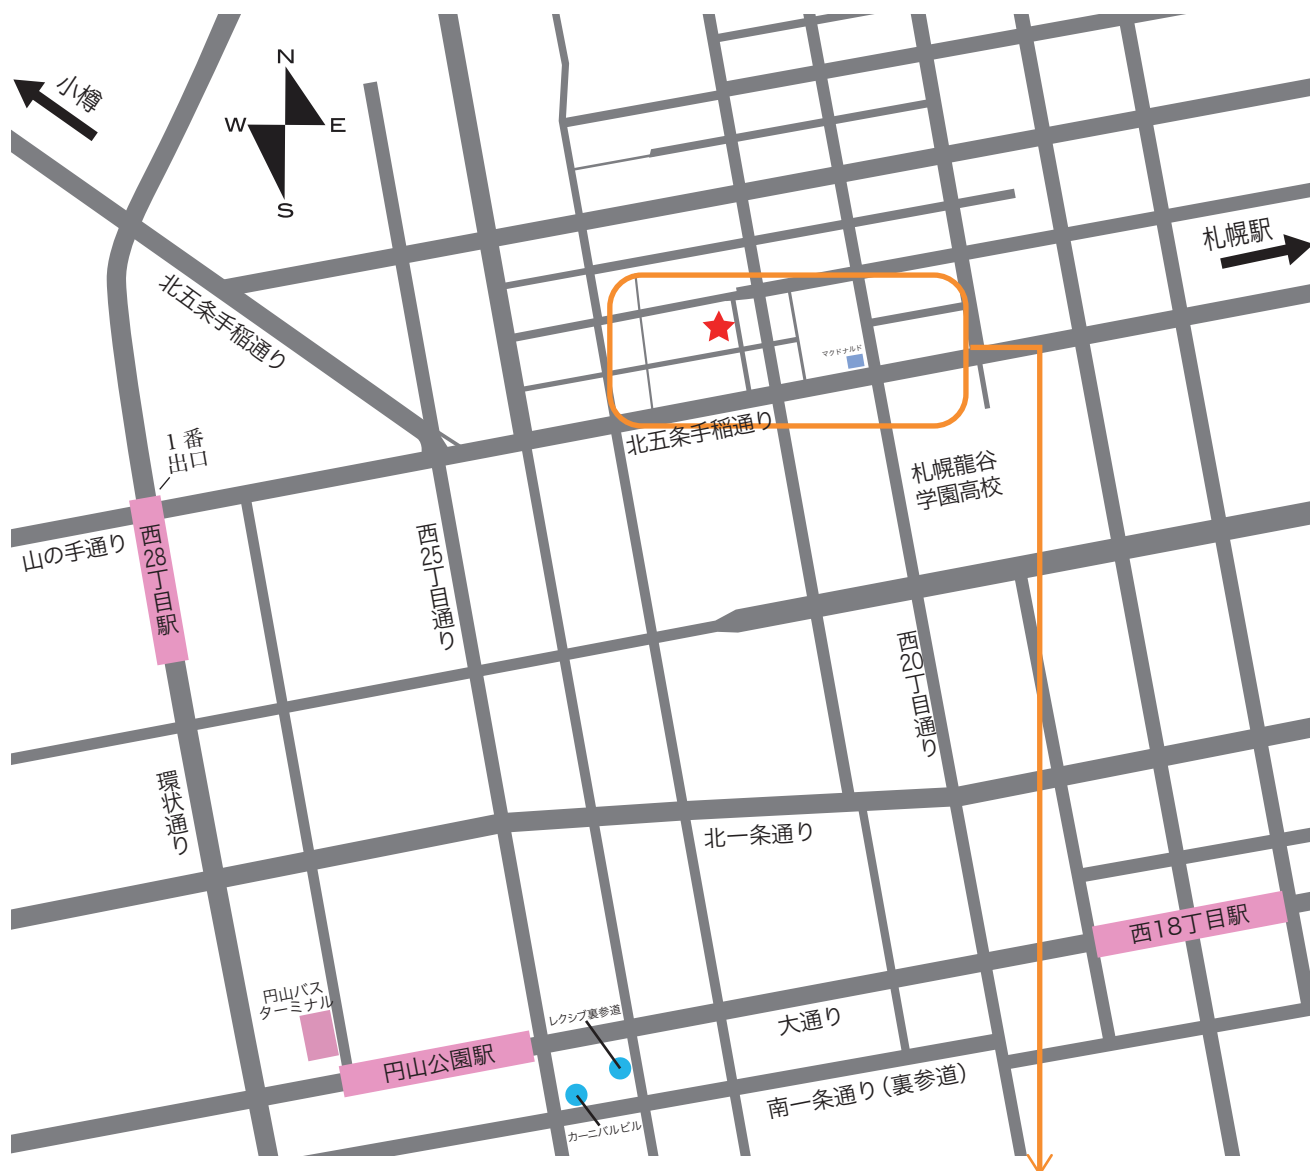 小樽
N
W
E
S
札幌駅
北五条手稲通り
マクドナルド
北五条手稲通り
1 番
出口
札幌龍谷
学園高校
山の手通り
西28丁目駅
西25丁目通り
西20丁目通り
環状通り
北一条通り
西18丁目駅
円山バス
ターミナル
レクシブ裏参道
大通り
円山公園駅
南一条通り（裏参道）
カーニバルビル